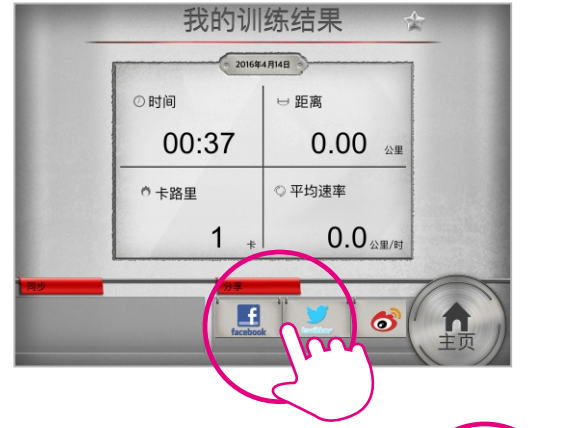 我的训练结果
2016年4月14日
时间
距离
00:37
0.00 公里
卡路里
平均速率
1 卡
0.0 公里/时
同步
分享
facebook
twitter
主页